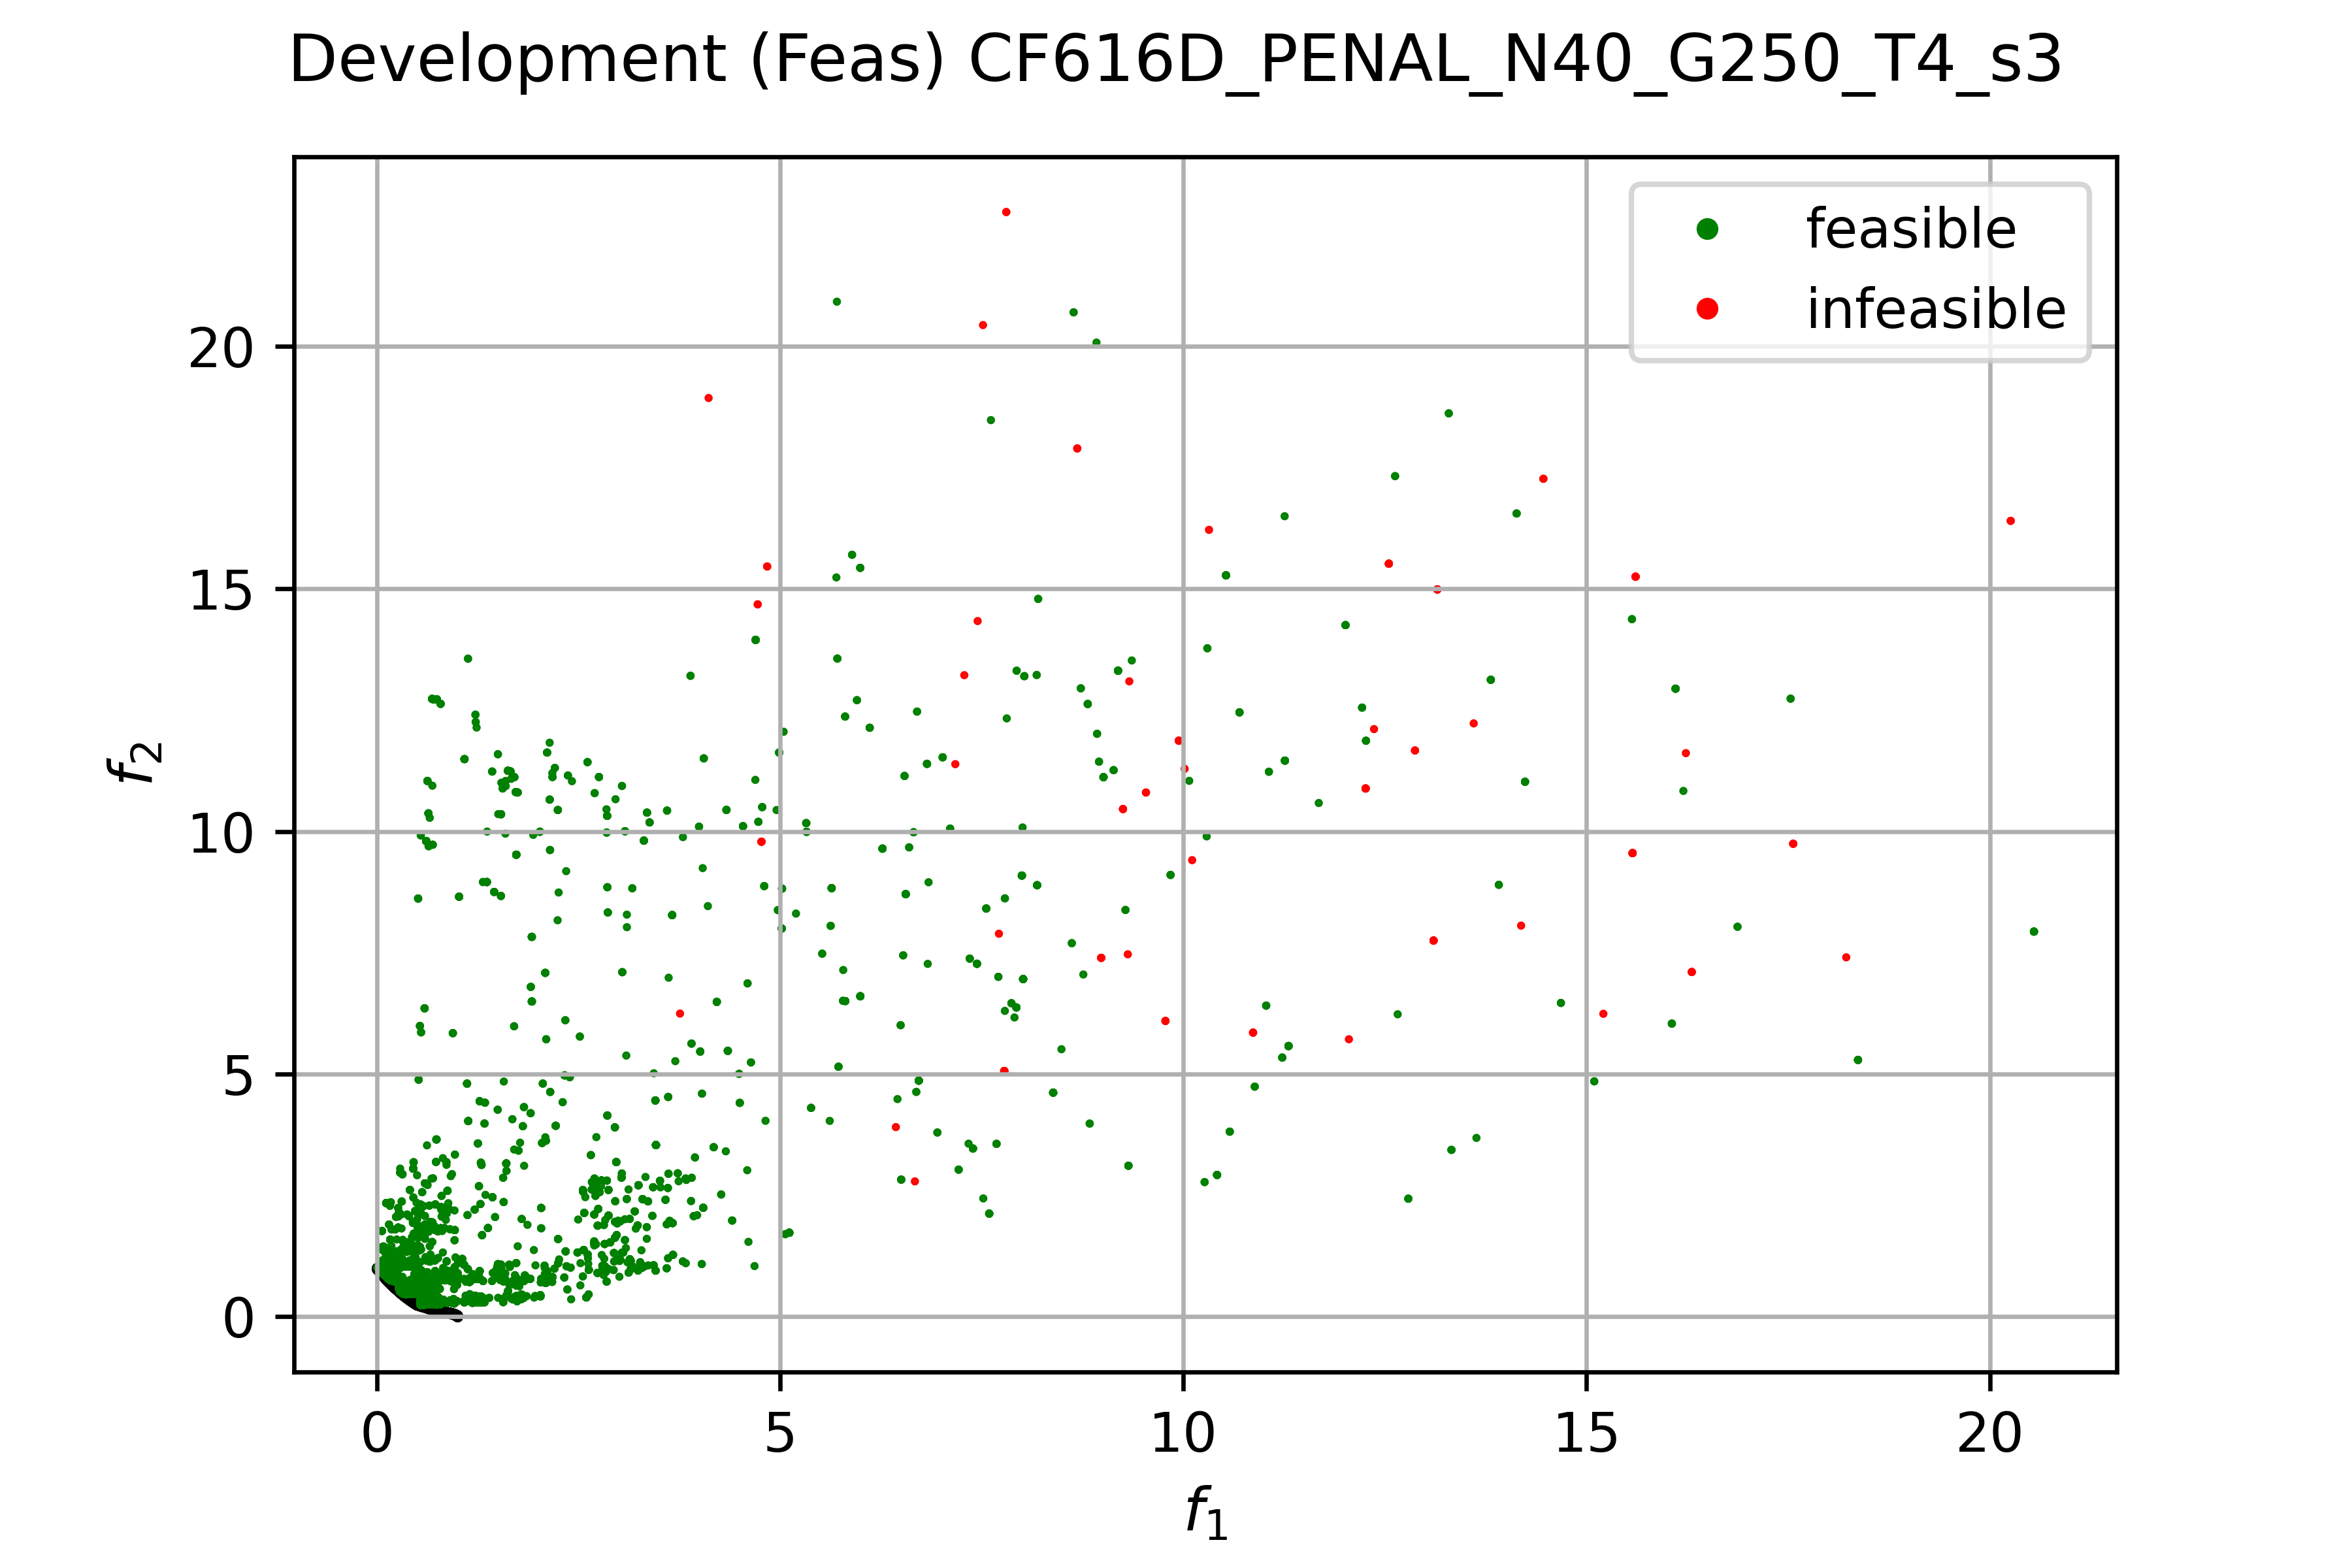 Development (Feas) CF616D_PENAL_N40_G250_T4_s3
feasible
infeasible
f2
20
15
10
5
0
0 5 10 15 20
f1